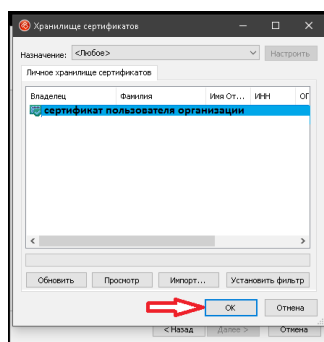 Хранилище сертификатов
Назначение: <Любое> Настроить
Личное хранилище сертификатов
Владелец Фамилия Имя От... ИНН ОГ
сертификат пользователя организации
Обновить Просмотр Импорт... Установить фильтр
ОК Отмена
< Назад Далее > Отмена